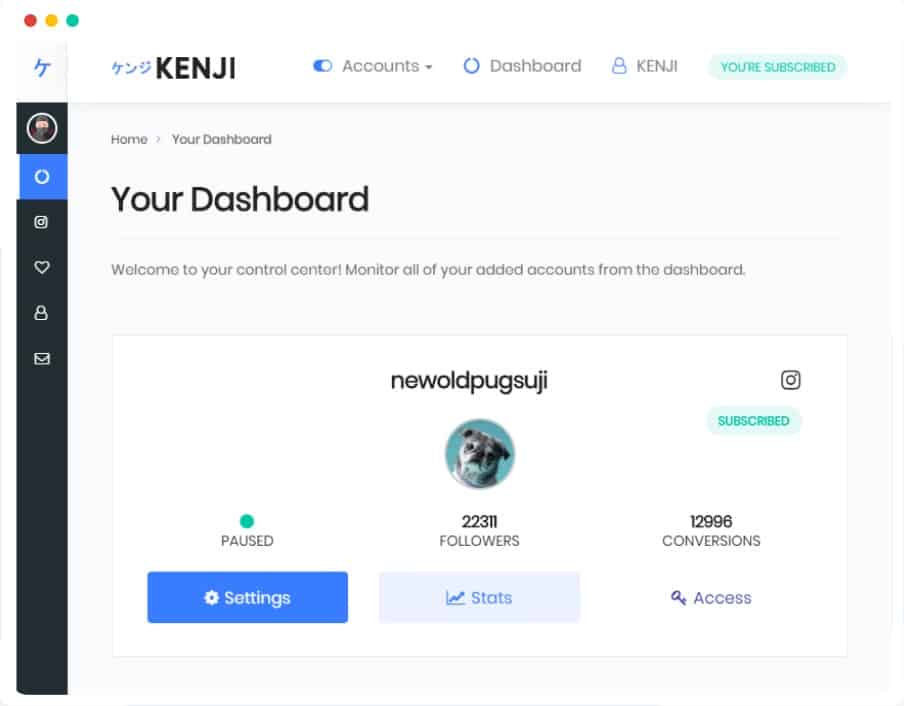 ケ
ケンジ KENJI
Accounts
Dashboard
KENJI
YOU'RE SUBSCRIBED
Home > Your Dashboard
Your Dashboard
Welcome to your control center! Monitor all of your added accounts from the dashboard.
newoldpugsuji
SUBSCRIBED
PAUSED
22311
FOLLOWERS
12996
CONVERSIONS
Settings
Stats
Access